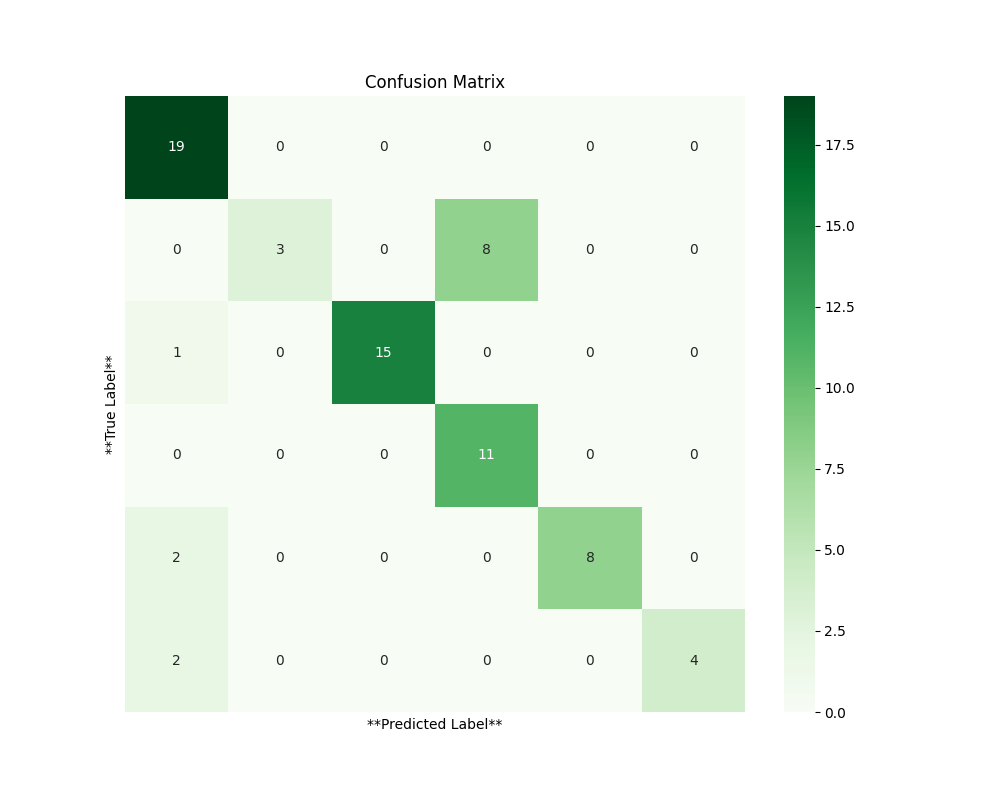 Confusion Matrix
19 0 0 0 0 0
0 3 0 8 0 0
1 0 15 0 0 0
0 0 0 11 0 0
2 0 0 0 8 0
2 0 0 0 0 4
**True Label**
**Predicted Label**
17.5
15.0
12.5
10.0
7.5
5.0
2.5
0.0